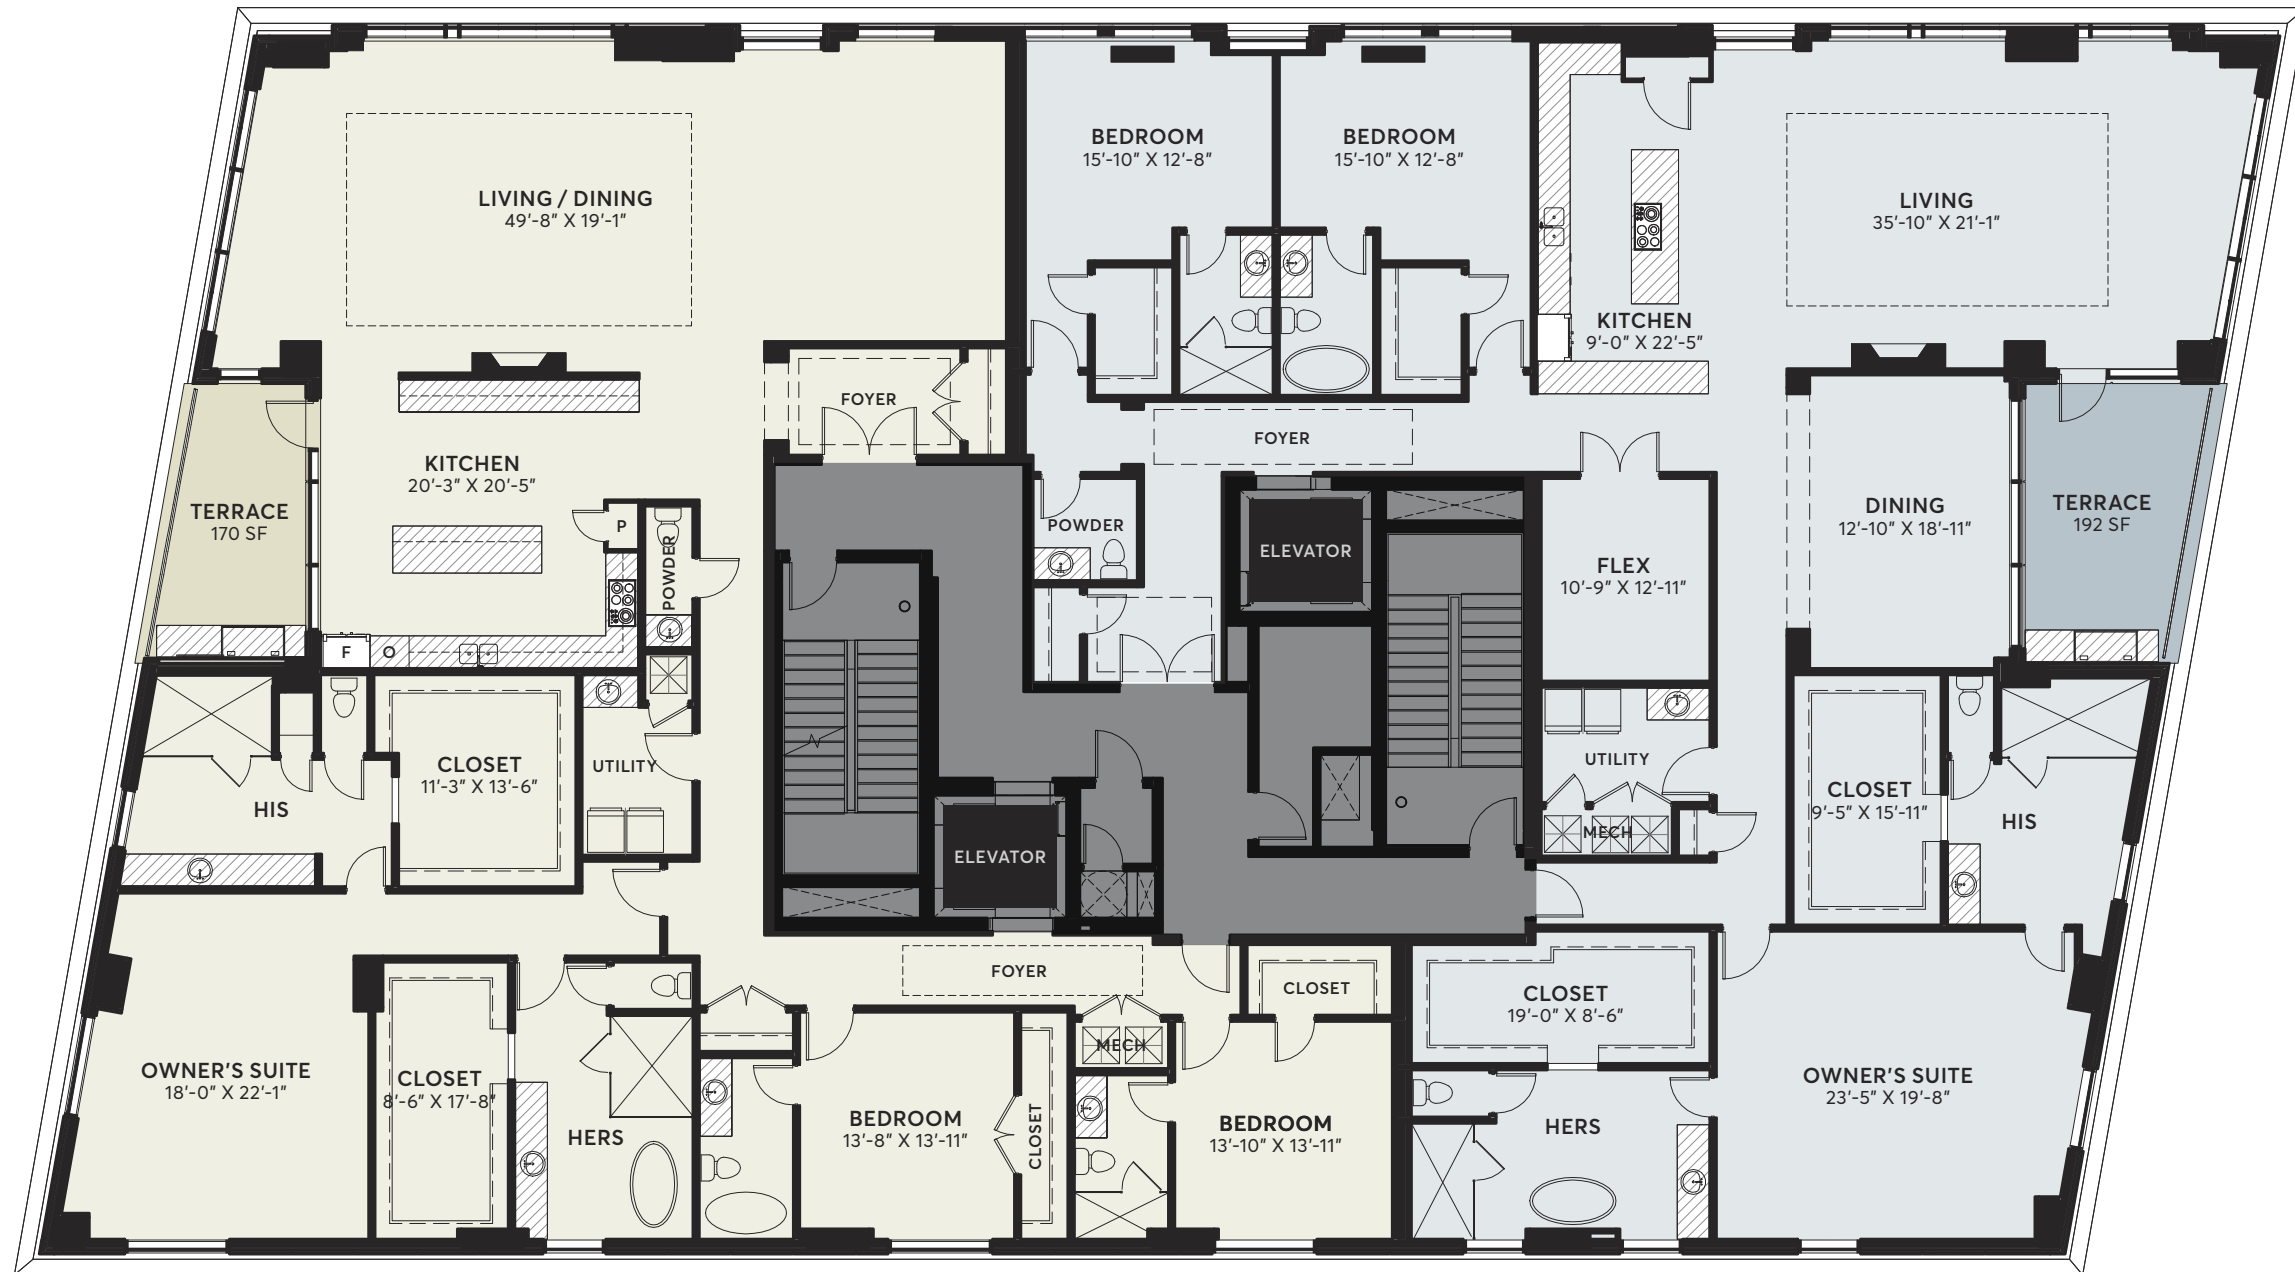 BEDROOM
15'-10" X 12'-8"
BEDROOM
15'-10" X 12'-8"
LIVING / DINING
49'-8" X 19'-1"
LIVING
35'-10" X 21'-1"
KITCHEN
9'-0" X 22'-5"
FOYER
FOYER
KITCHEN
20'-3" X 20'-5"
TERRACE
170 SF
P
POWDER
F
O
POWDER
ELEVATOR
FLEX
10'-9" X 12'-11"
DINING
12'-10" X 18'-11"
TERRACE
192 SF
HIS
CLOSET
11'-3" X 13'-6"
UTILITY
ELEVATOR
UTILITY
MECH
CLOSET
9'-5" X 15'-11"
HIS
FOYER
CLOSET
CLOSET
19'-0" X 8'-6"
OWNER'S SUITE
18'-0" X 22'-1"
CLOSET
8'-6" X 17'-8"
HERS
BEDROOM
13'-8" X 13'-11"
CLOSET
MECH
BEDROOM
13'-10" X 13'-11"
HERS
OWNER'S SUITE
23'-5" X 19'-8"